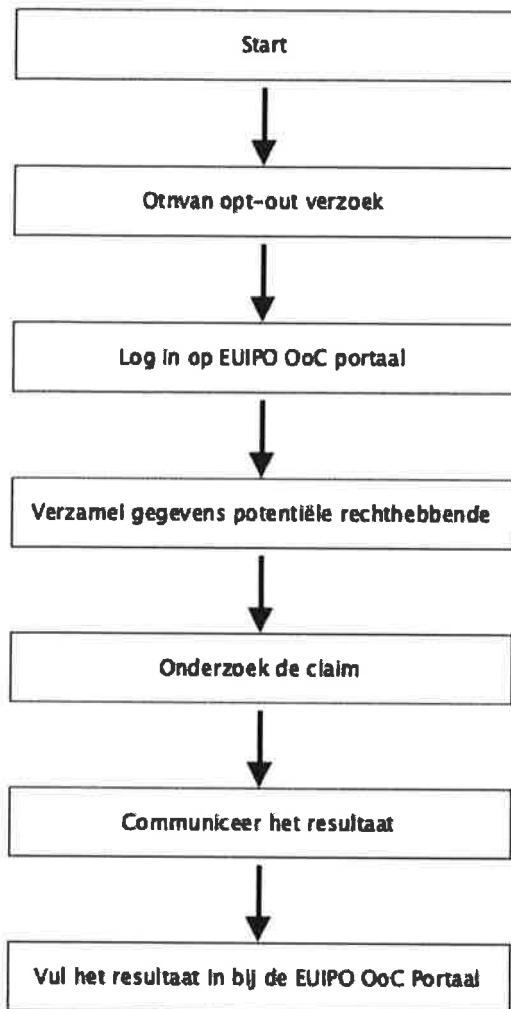 Start
Otnvan opt-out verzoek
Log in op EUIPO OoC portaal
Verzamel gegevens potentiële rechthebbende
Onderzoek de claim
Communiceer het resultaat
Vul het resultaat in bij de EUIPO OoC Portaal